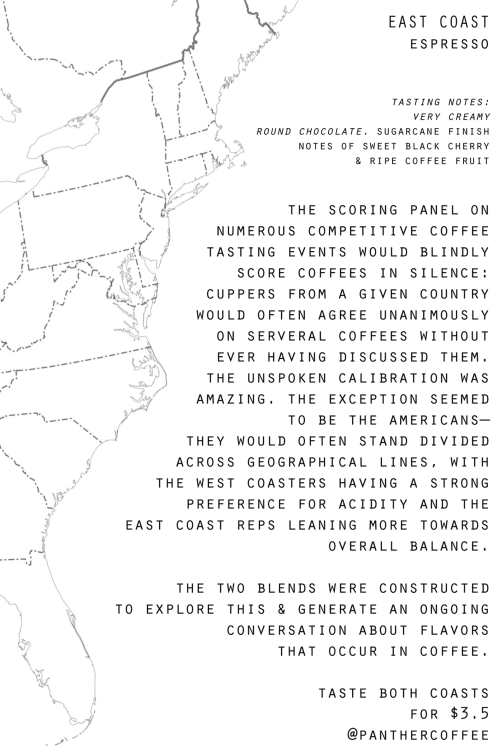 EAST COAST
ESPRESSO
TASTING NOTES:
VERY CREAMY
ROUND CHOCOLATE. SUGARCANE FINISH
NOTES OF SWEET BLACK CHERRY
& RIPE COFFEE FRUIT
THE SCORING PANEL ON
NUMEROUS COMPETITIVE COFFEE
TASTING EVENTS WOULD BLINDLY
SCORE COFFEES IN SILENCE:
CUPPERS FROM A GIVEN COUNTRY
WOULD OFTEN AGREE UNANIMOUSLY
ON SERVERAL COFFEES WITHOUT
EVER HAVING DISCUSSED THEM.
THE UNSPOKEN CALIBRATION WAS
AMAZING. THE EXCEPTION SEEMED
TO BE THE AMERICANS—
THEY WOULD OFTEN STAND DIVIDED
ACROSS GEOGRAPHICAL LINES, WITH
THE WEST COASTERS HAVING A STRONG
PREFERENCE FOR ACIDITY AND THE
EAST COAST REPS LEANING MORE TOWARDS
OVERALL BALANCE.
THE TWO BLENDS WERE CONSTRUCTED
TO EXPLORE THIS & GENERATE AN ONGOING
CONVERSATION ABOUT FLAVORS
THAT OCCUR IN COFFEE.
TASTE BOTH COASTS
FOR $3.5
@PANTHERCOFFEE